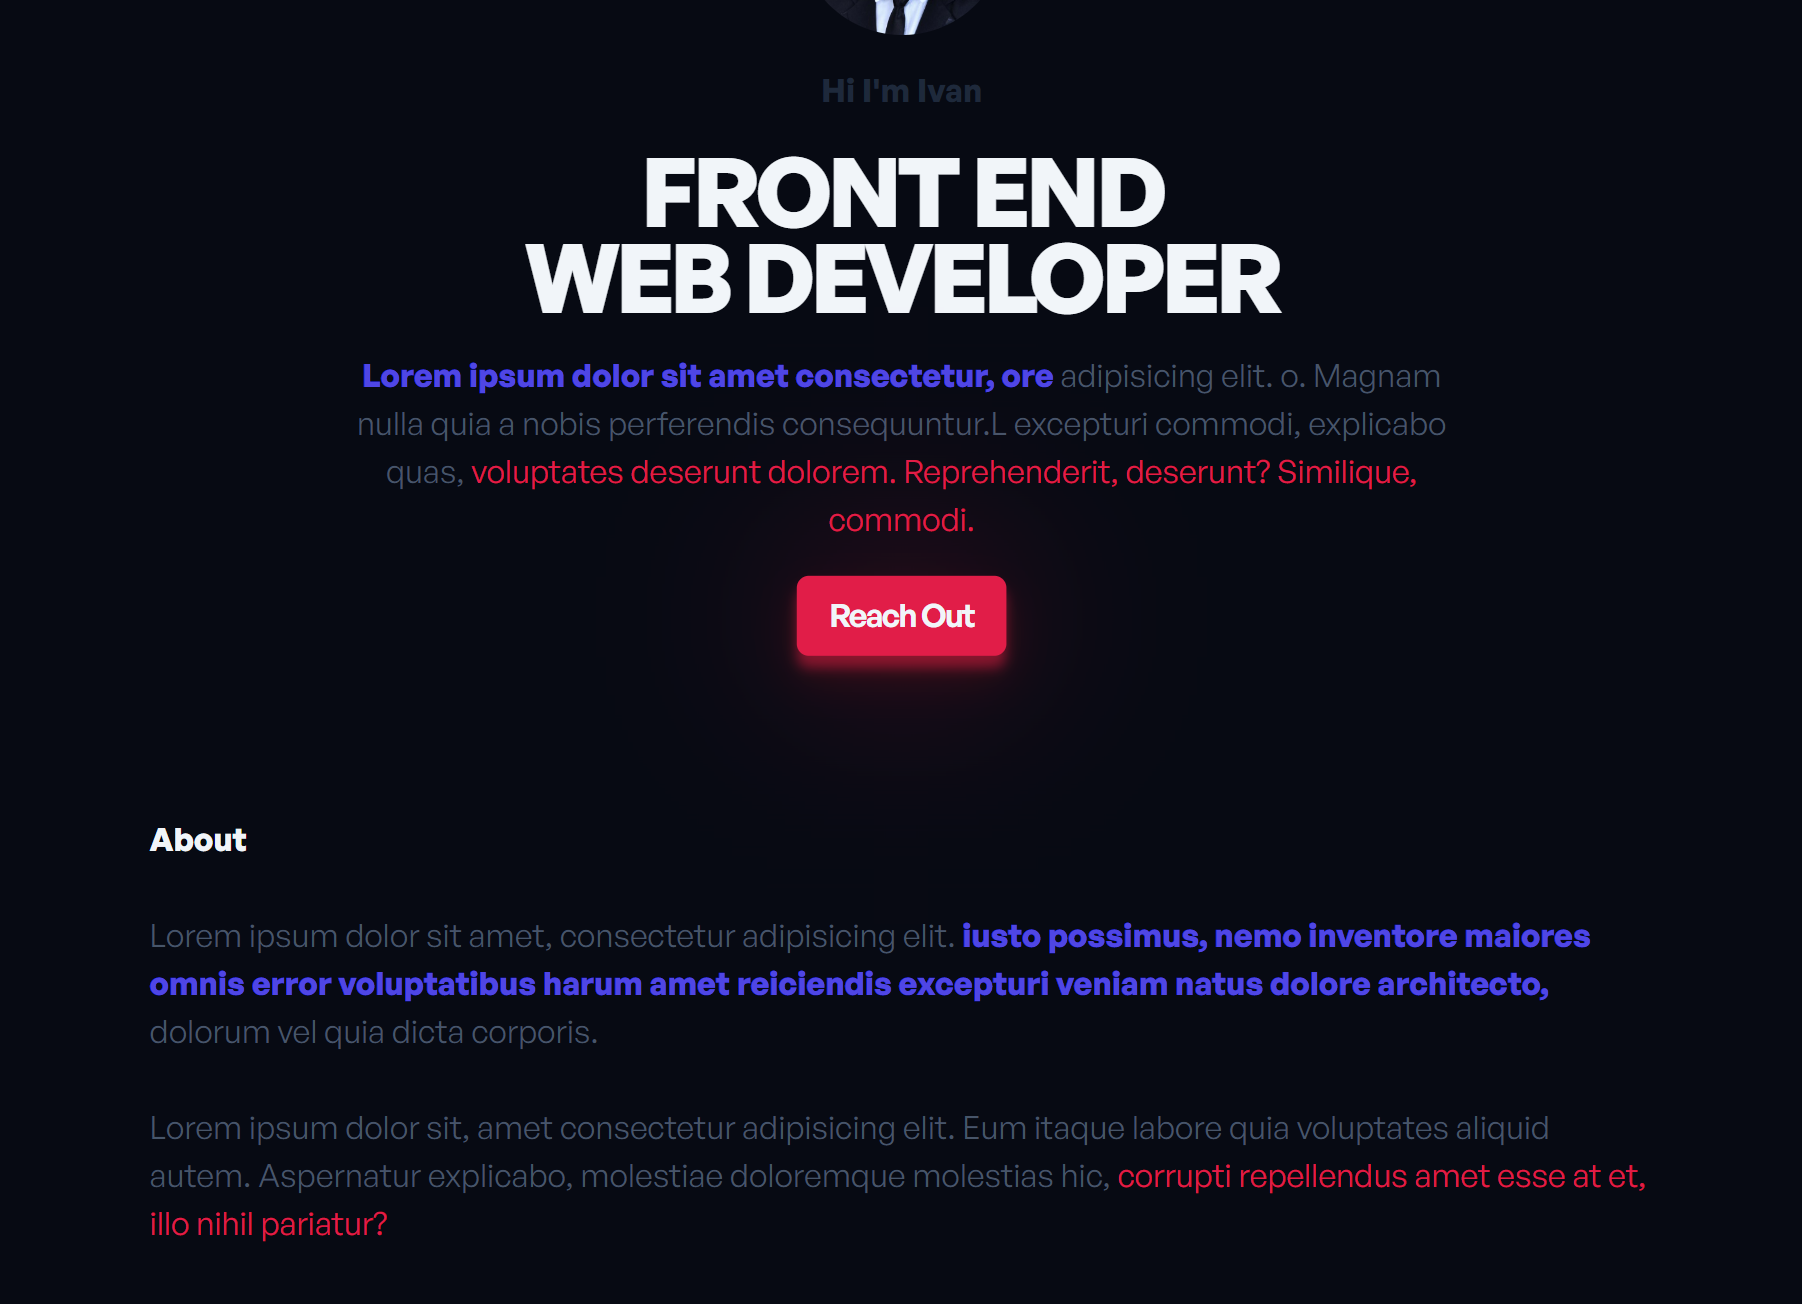 Hi I'm Ivan
FRONT END
WEB DEVELOPER
Lorem ipsum dolor sit amet consectetur, ore adipisicing elit. o. Magnam
nulla quia a nobis perferendis consequuntur.L excepturi commodi, explicabo
quas, voluptates deserunt dolorem. Reprehenderit, deserunt? Similique,
commodi.
Reach Out
About
Lorem ipsum dolor sit amet, consectetur adipisicing elit. iusto possimus, nemo inventore maiores
omnis error voluptatibus harum amet reiciendis excepturi veniam natus dolore architecto,
dolorum vel quia dicta corporis.
Lorem ipsum dolor sit, amet consectetur adipisicing elit. Eum itaque labore quia voluptates aliquid
autem. Aspernatur explicabo, molestiae doloremque molestias hic, corrupti repellendus amet esse at et,
illo nihil pariatur?